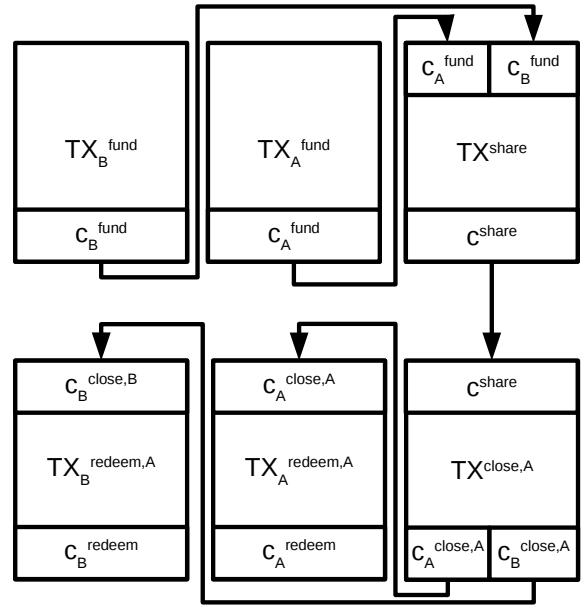 c_A^fund c_B^fund
TX_B^fund TX_A^fund TX^share
c_B^fund c_A^fund c^share
c_B^close,B c_A^close,A c^share
TX_B^redeem,A TX_A^redeem,A TX^close,A
c_B^redeem c_A^redeem c_A^close,A c_B^close,A